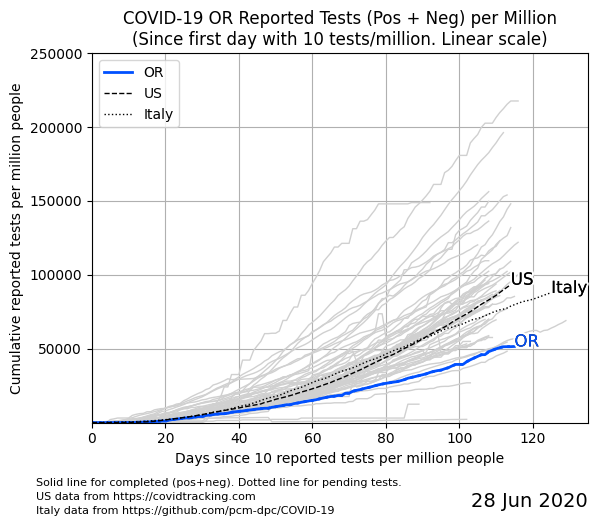 COVID-19 OR Reported Tests (Pos + Neg) per Million
(Since first day with 10 tests/million. Linear scale)
250000
200000
150000
100000
50000
Cumulative reported tests per million people
OR
US
Italy
US
Italy
OR
0
20
40
60
80
100
120
Days since 10 reported tests per million people
Solid line for completed (pos+neg). Dotted line for pending tests.
US data from https://covidtracking.com
Italy data from https://github.com/pcm-dpc/COVID-19
28 Jun 2020